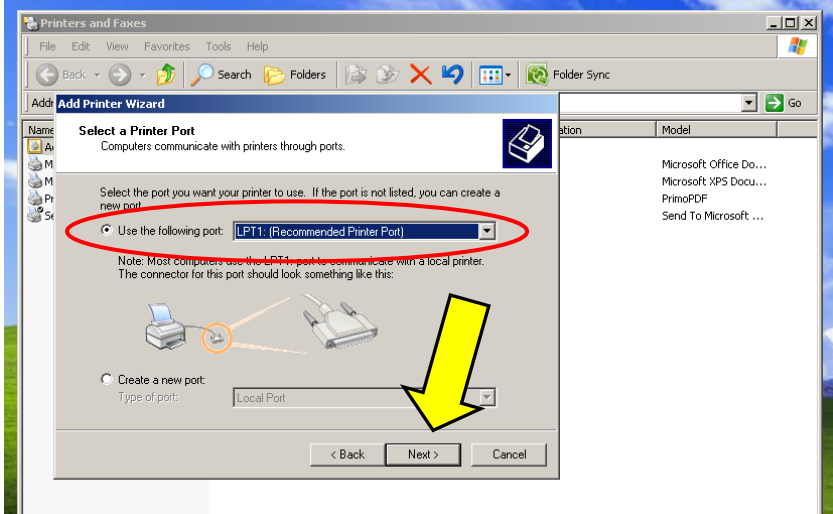 Printers and Faxes
File Edit View Favorites Tools Help
Back Search Folders Folder Sync
Addr Go
Add Printer Wizard
Name ation Model
Select a Printer Port
Computers communicate with printers through ports.
Microsoft Office Do...
Microsoft XPS Docu...
PrimoPDF
Send To Microsoft ...
Select the port you want your printer to use. If the port is not listed, you can create a
new port.
Use the following port: LPT1: (Recommended Printer Port)
Note: Most computers use the LPT1: port to communicate with a local printer.
The connector for this port should look something like this:
Create a new port:
Type of port: Local Port
< Back Next > Cancel